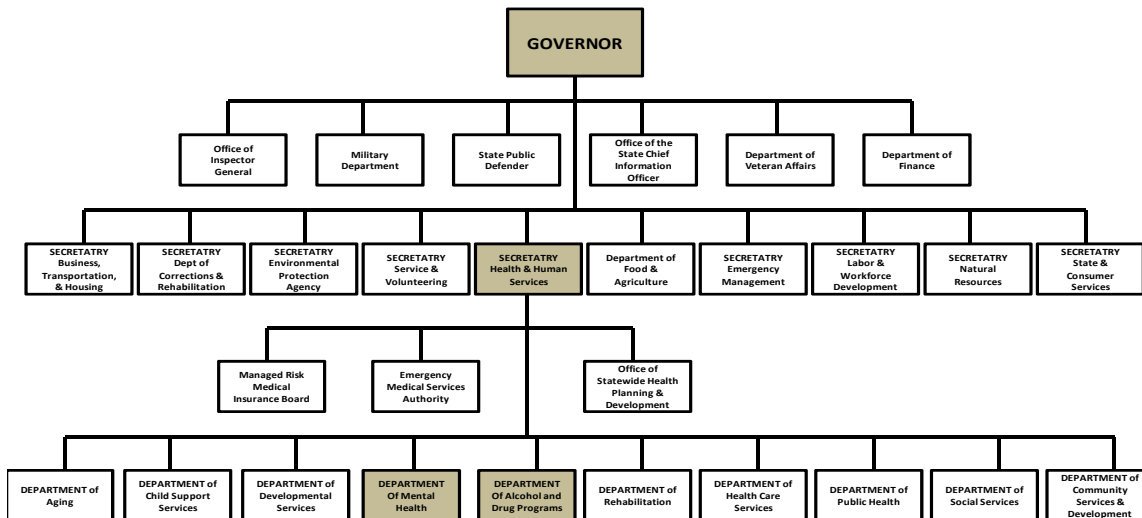 GOVERNOR
Office of
Inspector
General
Military
Department
State Public
Defender
Office of the
State Chief
Information
Officer
Department of
Veteran Affairs
Department of
Finance
SECRETATRY
Business,
Transportation,
& Housing
SECRETATRY
Dept of
Corrections &
Rehabilitation
SECRETATRY
Environmental
Protection
Agency
SECRETATRY
Service &
Volunteering
SECRETATRY
Health & Human
Services
Department of
Food &
Agriculture
SECRETATRY
Emergency
Management
SECRETATRY
Labor &
Workforce
Development
SECRETATRY
Natural
Resources
SECRETATRY
State &
Consumer
Services
Managed Risk
Medical
Insurance Board
Emergency
Medical Services
Authority
Office of
Statewide Health
Planning &
Development
DEPARTMENT of
Aging
DEPARTMENT of
Child Support
Services
DEPARTMENT of
Developmental
Services
DEPARTMENT
Of Mental
Health
DEPARTMENT
Of Alcohol and
Drug Programs
DEPARTMENT of
Rehabilitation
DEPARTMENT of
Health Care
Services
DEPARTMENT of
Public Health
DEPARTMENT of
Social Services
DEPARTMENT of
Community
Services &
Development